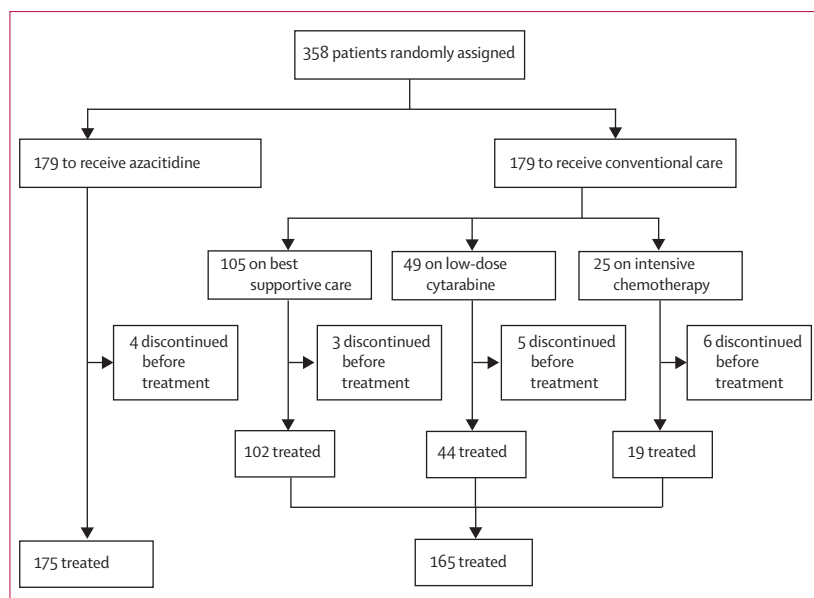 358 patients randomly assigned
179 to receive azacitidine
179 to receive conventional care
105 on best
supportive care
49 on low-dose
cytarabine
25 on intensive
chemotherapy
4 discontinued
before
treatment
3 discontinued
before
treatment
5 discontinued
before
treatment
6 discontinued
before
treatment
102 treated
44 treated
19 treated
175 treated
165 treated